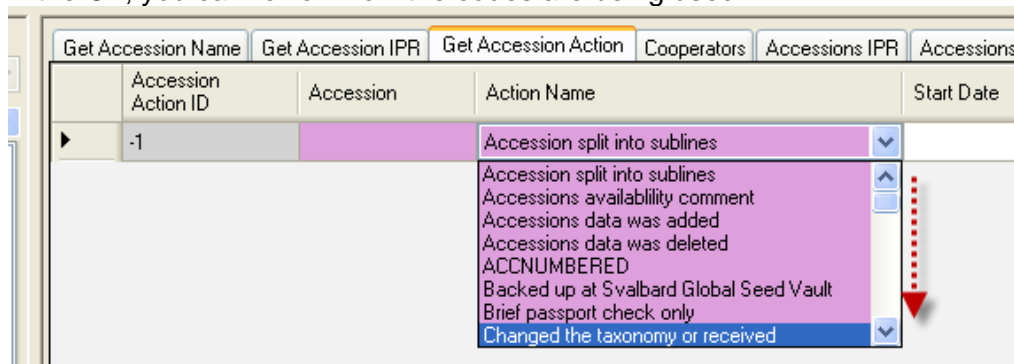 Get Accession Name Get Accession IPR Get Accession Action Cooperators Accessions IPR Accessions
Accession Action ID Accession Action Name Start Date
-1 Accession split into sublines
Accession split into sublines
Accessions availablility comment
Accessions data was added
Accessions data was deleted
ACCNUMBERED
Backed up at Svalbard Global Seed Vault
Brief passport check only
Changed the taxonomy or received